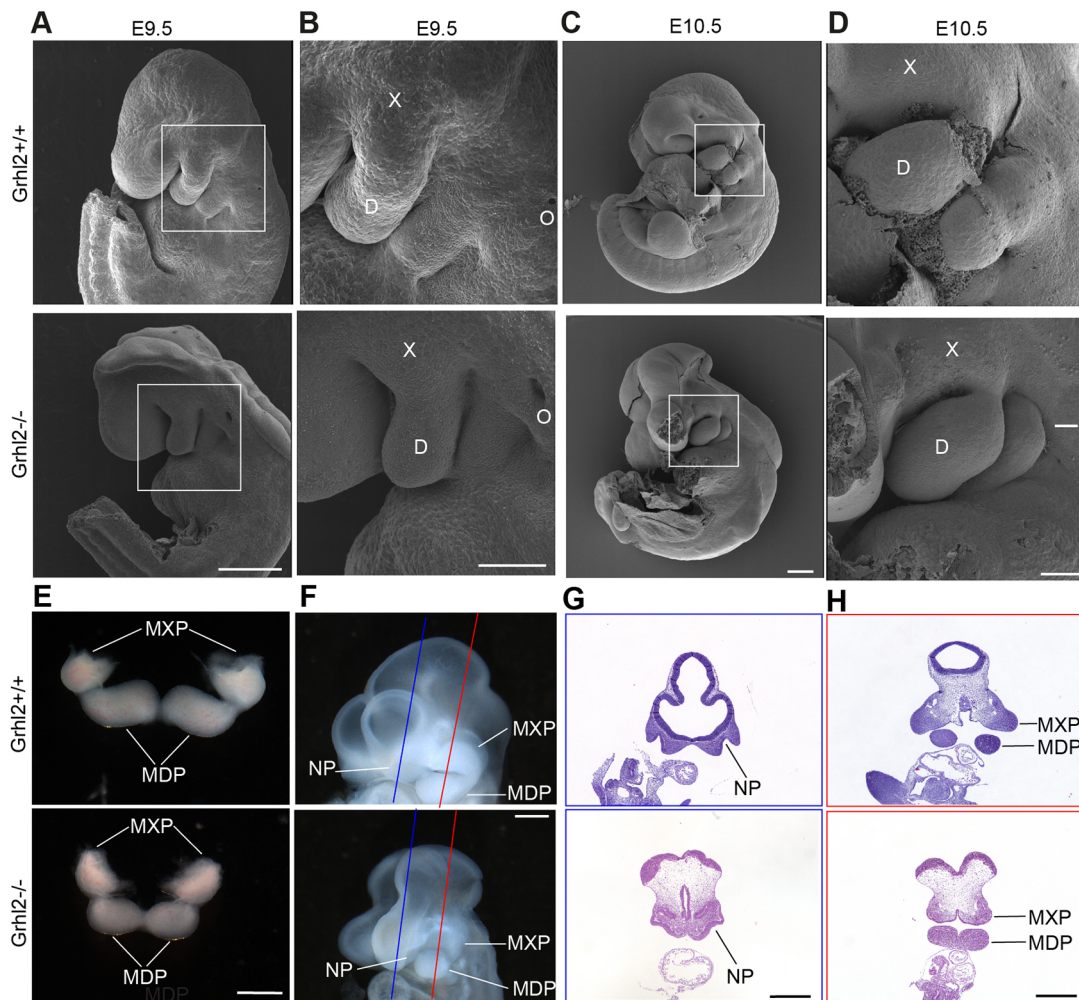 A B C D
E9.5 E9.5 E10.5 E10.5
Grhl2+/+
X
D
O
X
D
Grhl2-/-
X
D
O
X
D
E F G H
Grhl2+/+
MXP
MDP
MXP
NP
MDP
NP
MXP
MDP
Grhl2-/-
MXP
MDP
MDP
MXP
NP
MDP
NP
MXP
MDP